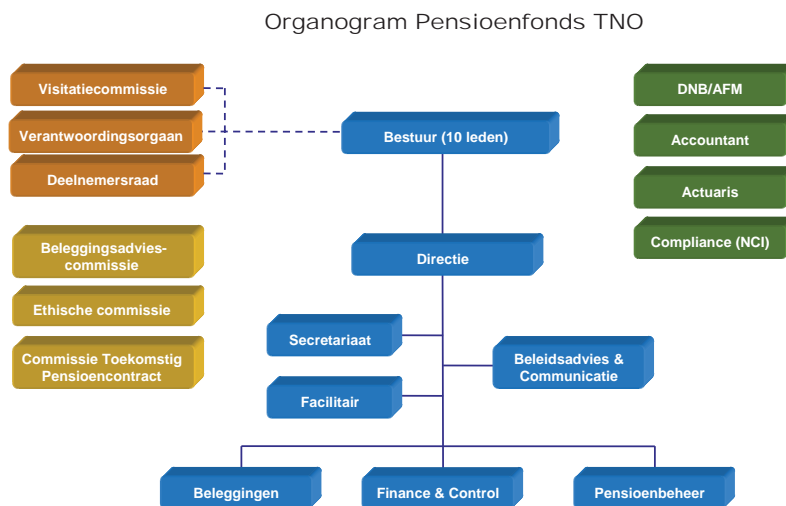 Organogram Pensioenfonds TNO
Visitatiecommissie
Verantwoordingsorgaan
Deelnemersraad
Bestuur (10 leden)
DNB/AFM
Accountant
Actuaris
Compliance (NCI)
Beleggingsadvies-
commissie
Ethische commissie
Commissie Toekomstig
Pensioencontract
Directie
Secretariaat
Beleidsadvies &
Communicatie
Facilitair
Beleggingen
Finance & Control
Pensioenbeheer